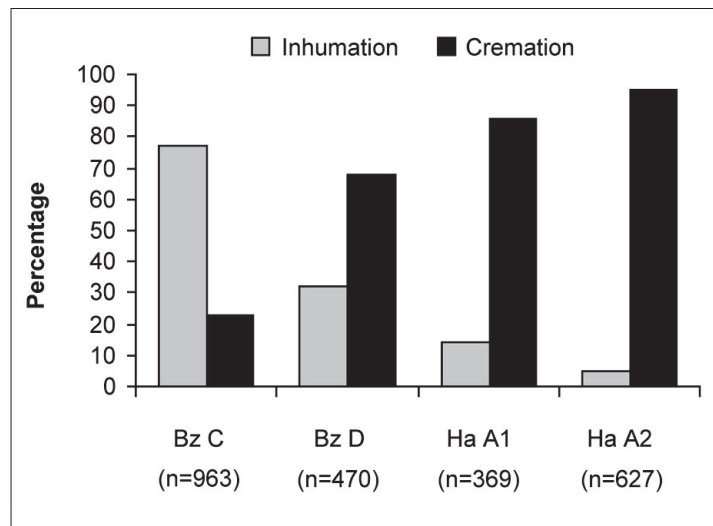 Inhumation Cremation
Percentage
100
90
80
70
60
50
40
30
20
10
0
Bz C Bz D Ha A1 Ha A2
(n=963) (n=470) (n=369) (n=627)